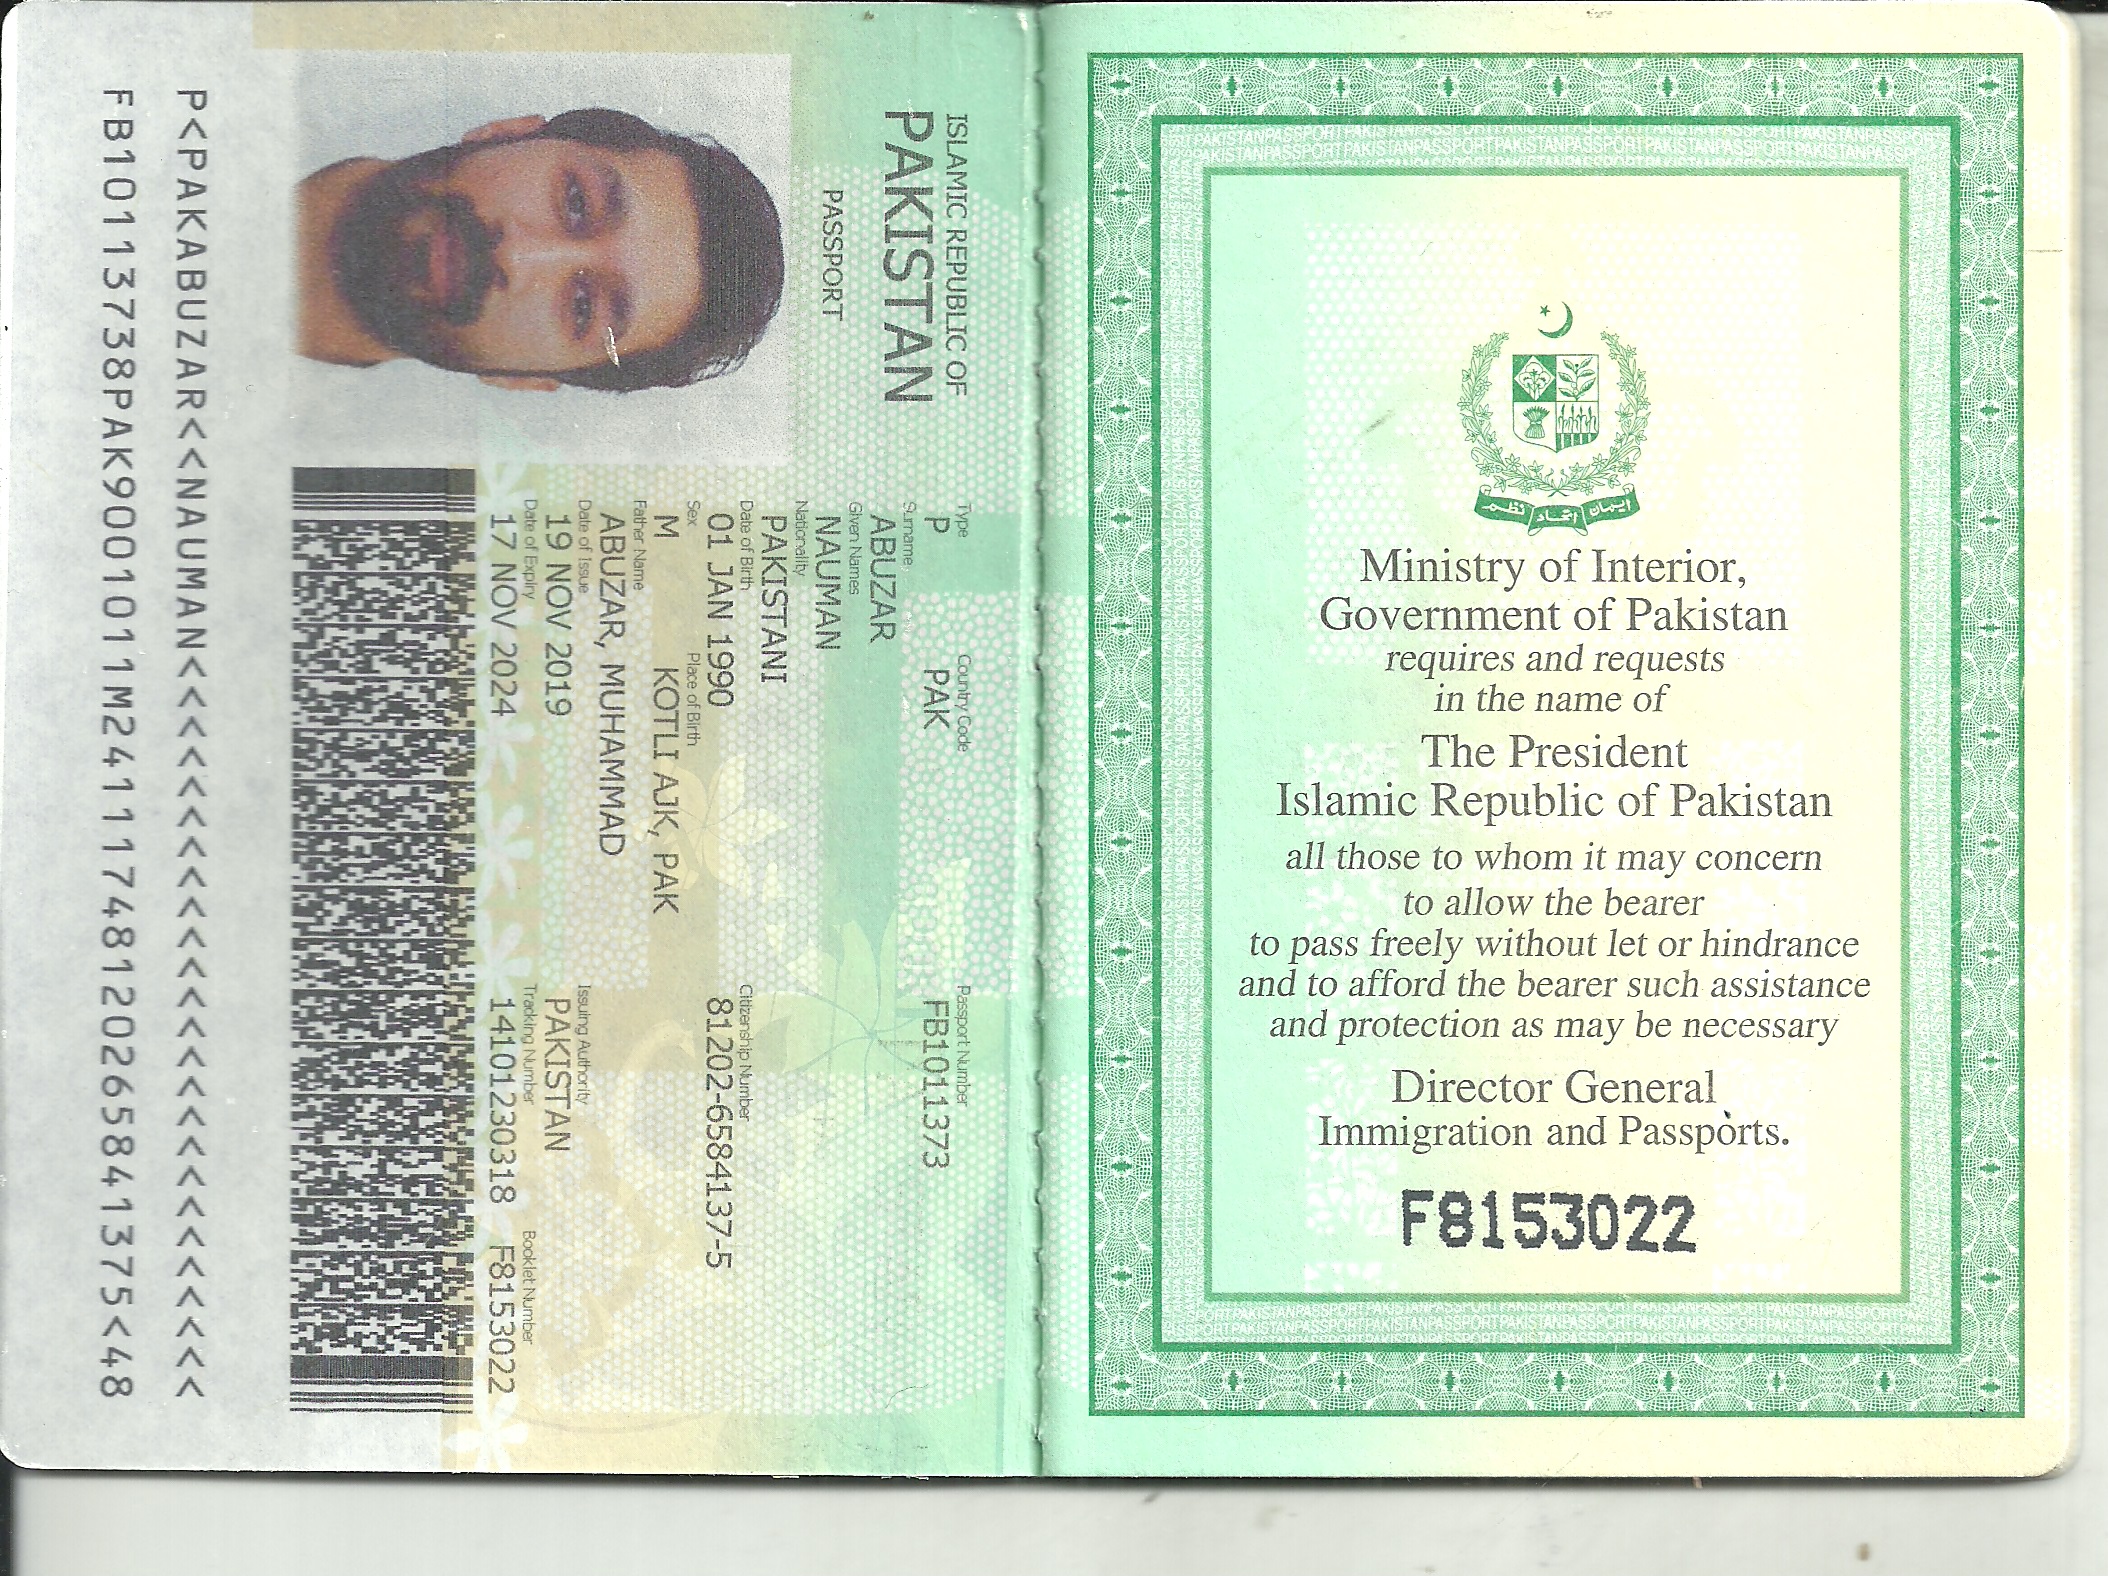 Ministry of Interior,
Government of Pakistan
requires and requests
in the name of
The President
Islamic Republic of Pakistan
all those to whom it may concern
to allow the bearer
to pass freely without let or hindrance
and to afford the bearer such assistance
and protection as may be necessary
Director General
Immigration and Passports.
F8153022
ISLAMIC REPUBLIC OF
PAKISTAN
PASSPORT
Type Country Code Passport Number
P PAK FB1011373
Surname
ABUZAR
Given Names
NAUMAN
Nationality
PAKISTANI
Date of Birth Citizenship Number
01 JAN 1990 81202-6584137-5
Sex Place of Birth
M KOTLI AJK, PAK
Father Name
ABUZAR, MUHAMMAD
Date of Issue Issuing Authority
19 NOV 2019 PAKISTAN
Date of Expiry Tracking Number Booklet Number
17 NOV 2024 14101230318 F8153022
P<PAKABUZAR<<NAUMAN<<<<<<<<<<<<<<<<<<<<<<<<<
FB10113738PAK9001011M24111748120265841375<48